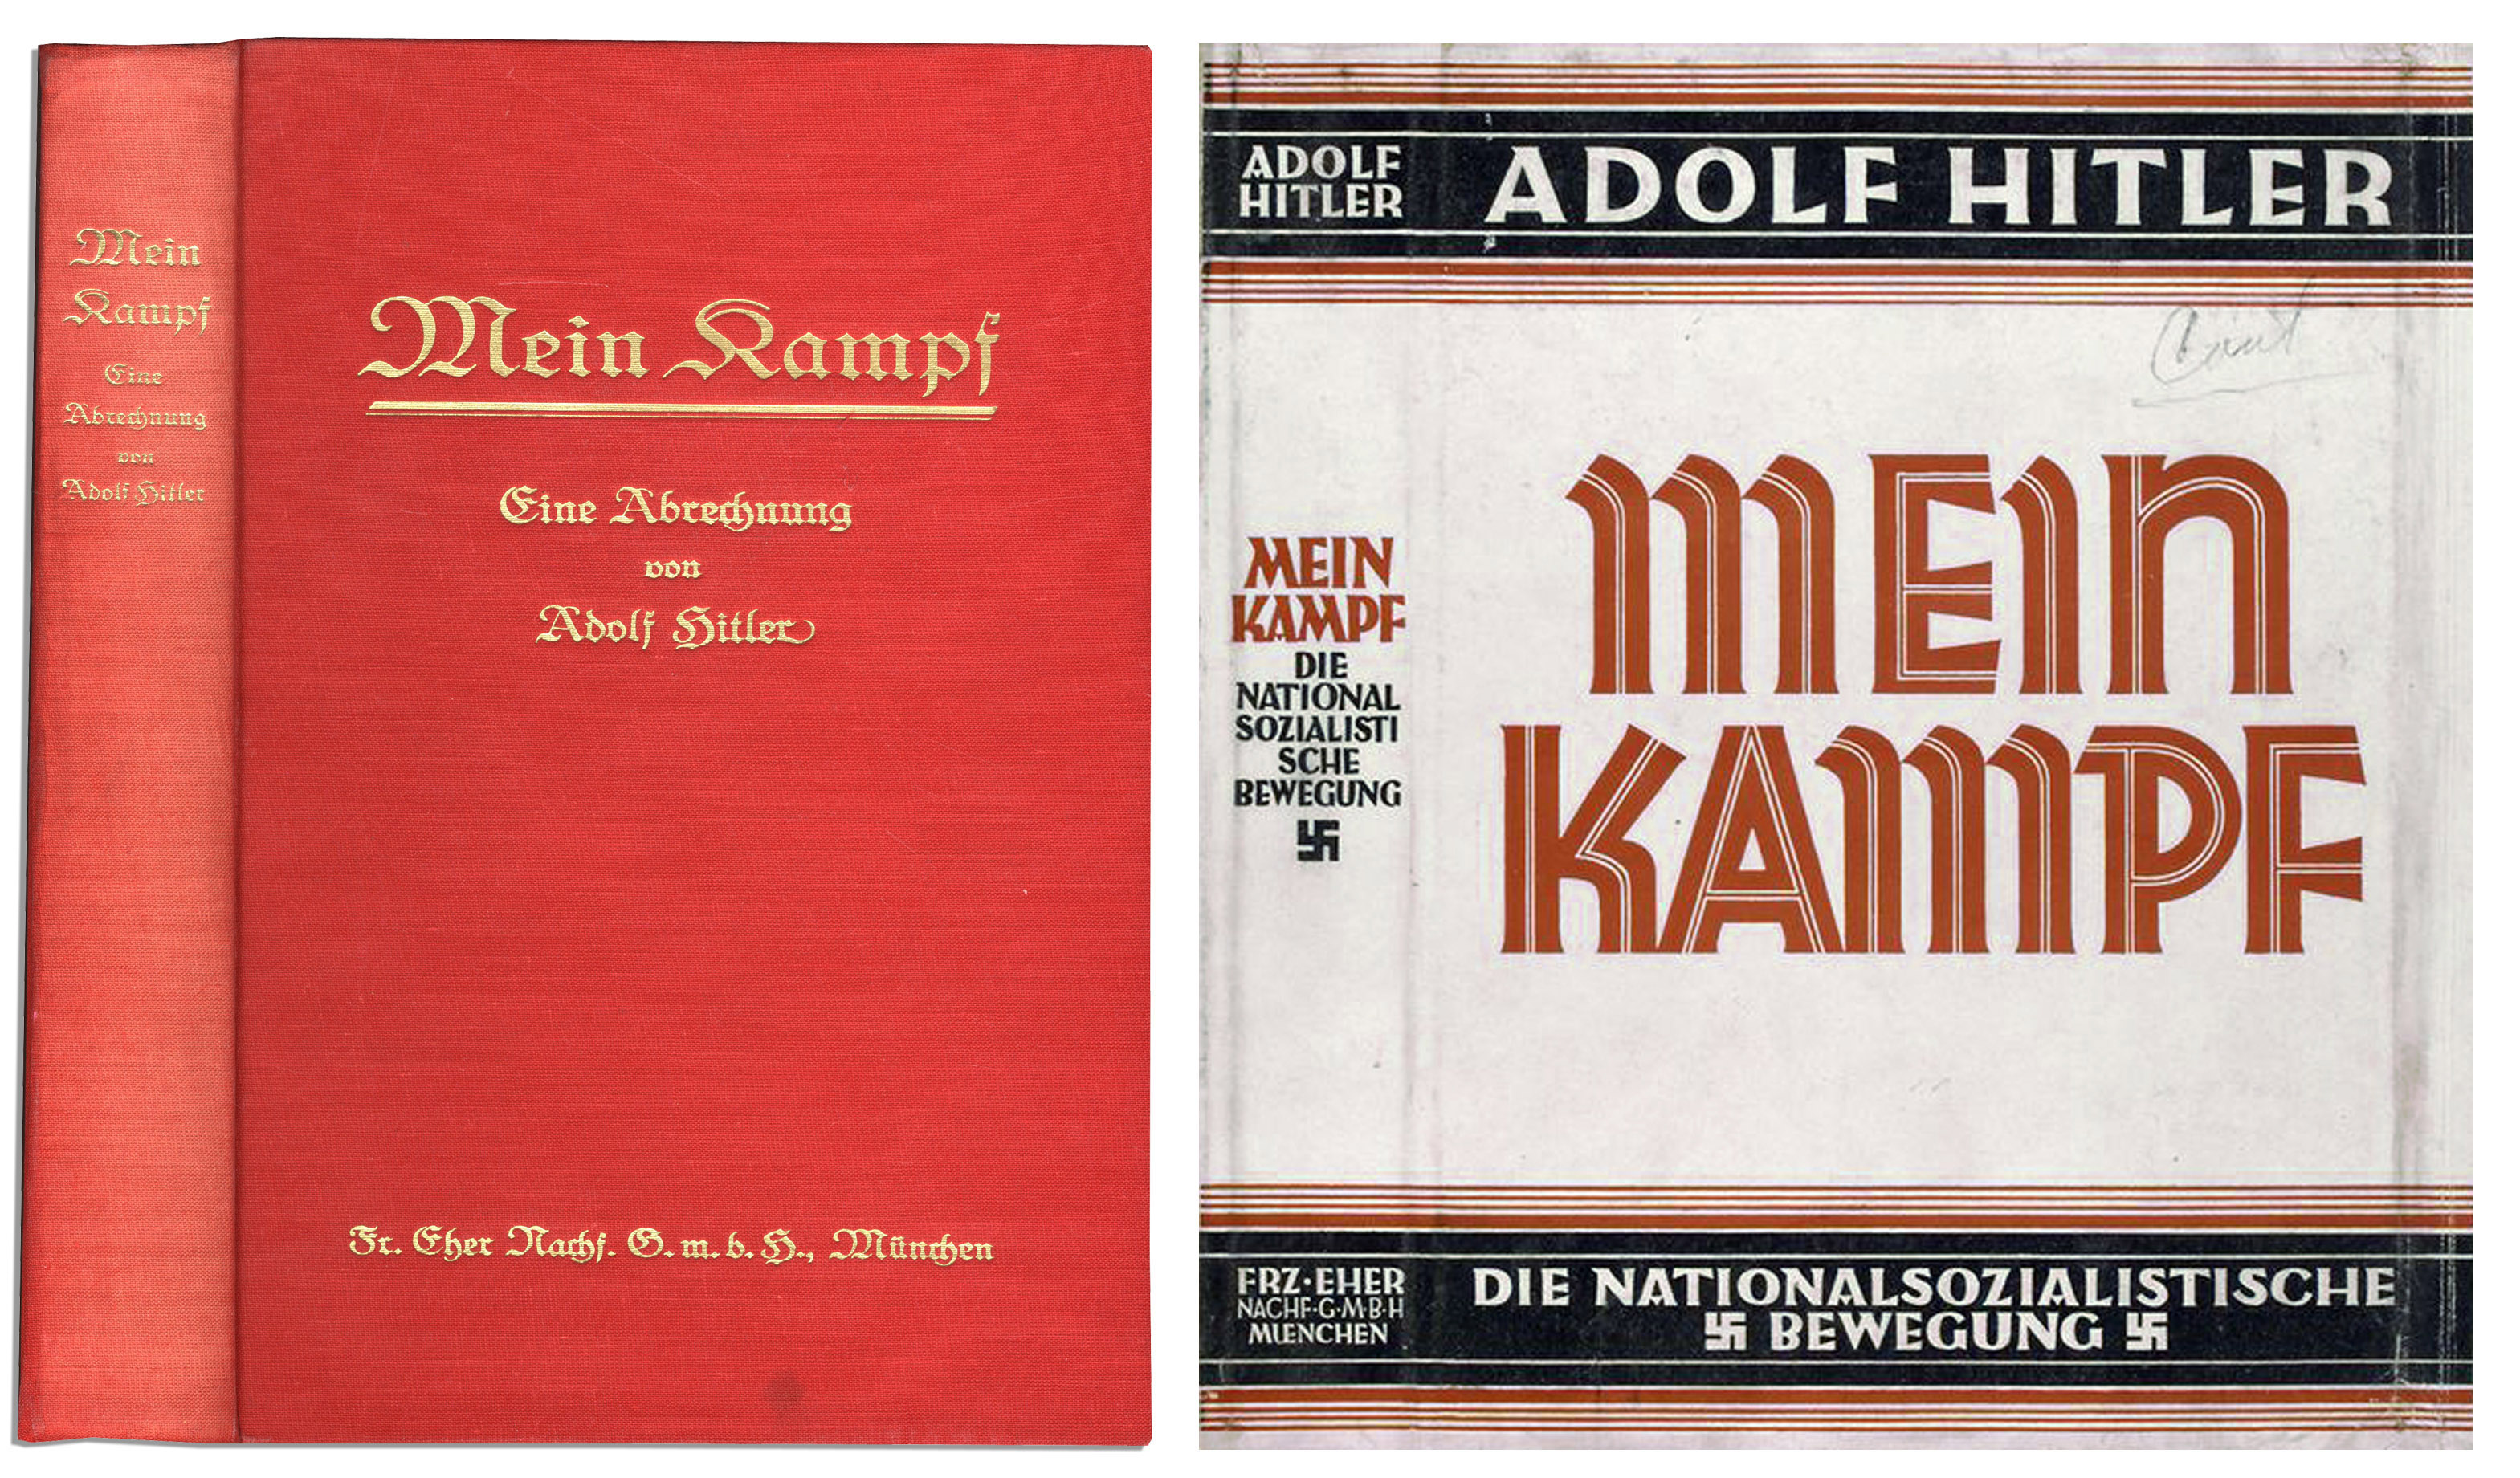 Mein
Kampf
Eine
Abrechnung
von
Adolf Hitler
Mein Kampf
Eine Abrechnung
von
Adolf Hitler
Fr. Eher Nachf. G. m. b. H., München
ADOLF
HITLER
MEIN
KAMPF
DIE
NATIONAL
SOZIALISTI
SCHE
BEWEGUNG
FRZ·EHER
NACHF·G·M·B·H
MUENCHEN
ADOLF HITLER
MEIN
KAMPF
DIE NATIONALSOZIALISTISCHE
BEWEGUNG